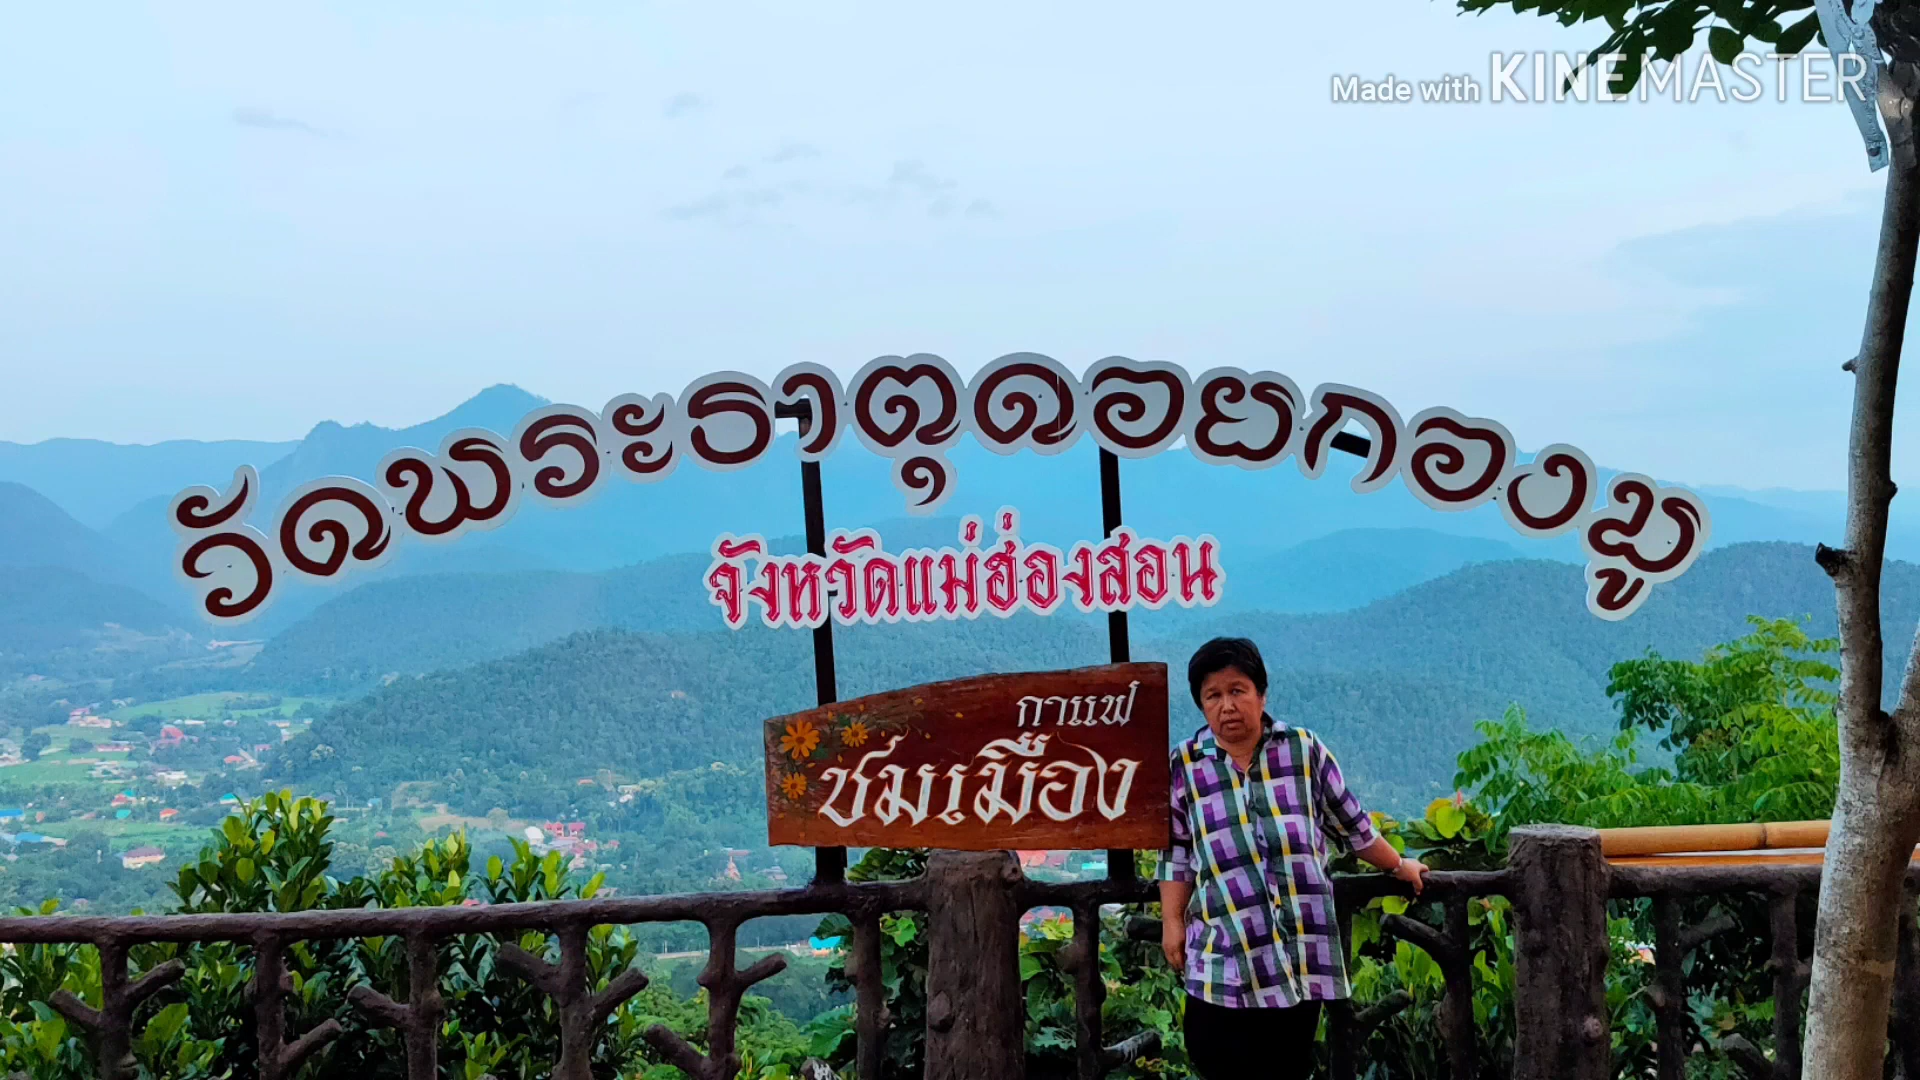 Made with KINEMASTER
วัดพระธาตุดอยกองมู
จังหวัดแม่ฮ่องสอน
กาแฟ
ชมเมือง